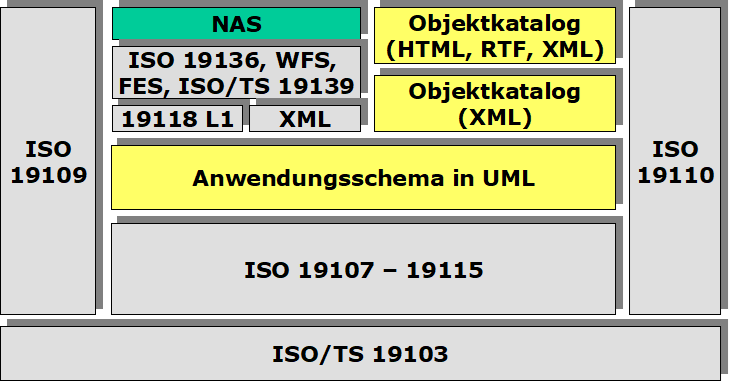 NAS
ISO 19136, WFS,
FES, ISO/TS 19139
19118 L1
XML
Objektkatalog
(HTML, RTF, XML)
Objektkatalog
(XML)
ISO
19109
Anwendungsschema in UML
ISO
19110
ISO 19107 – 19115
ISO/TS 19103